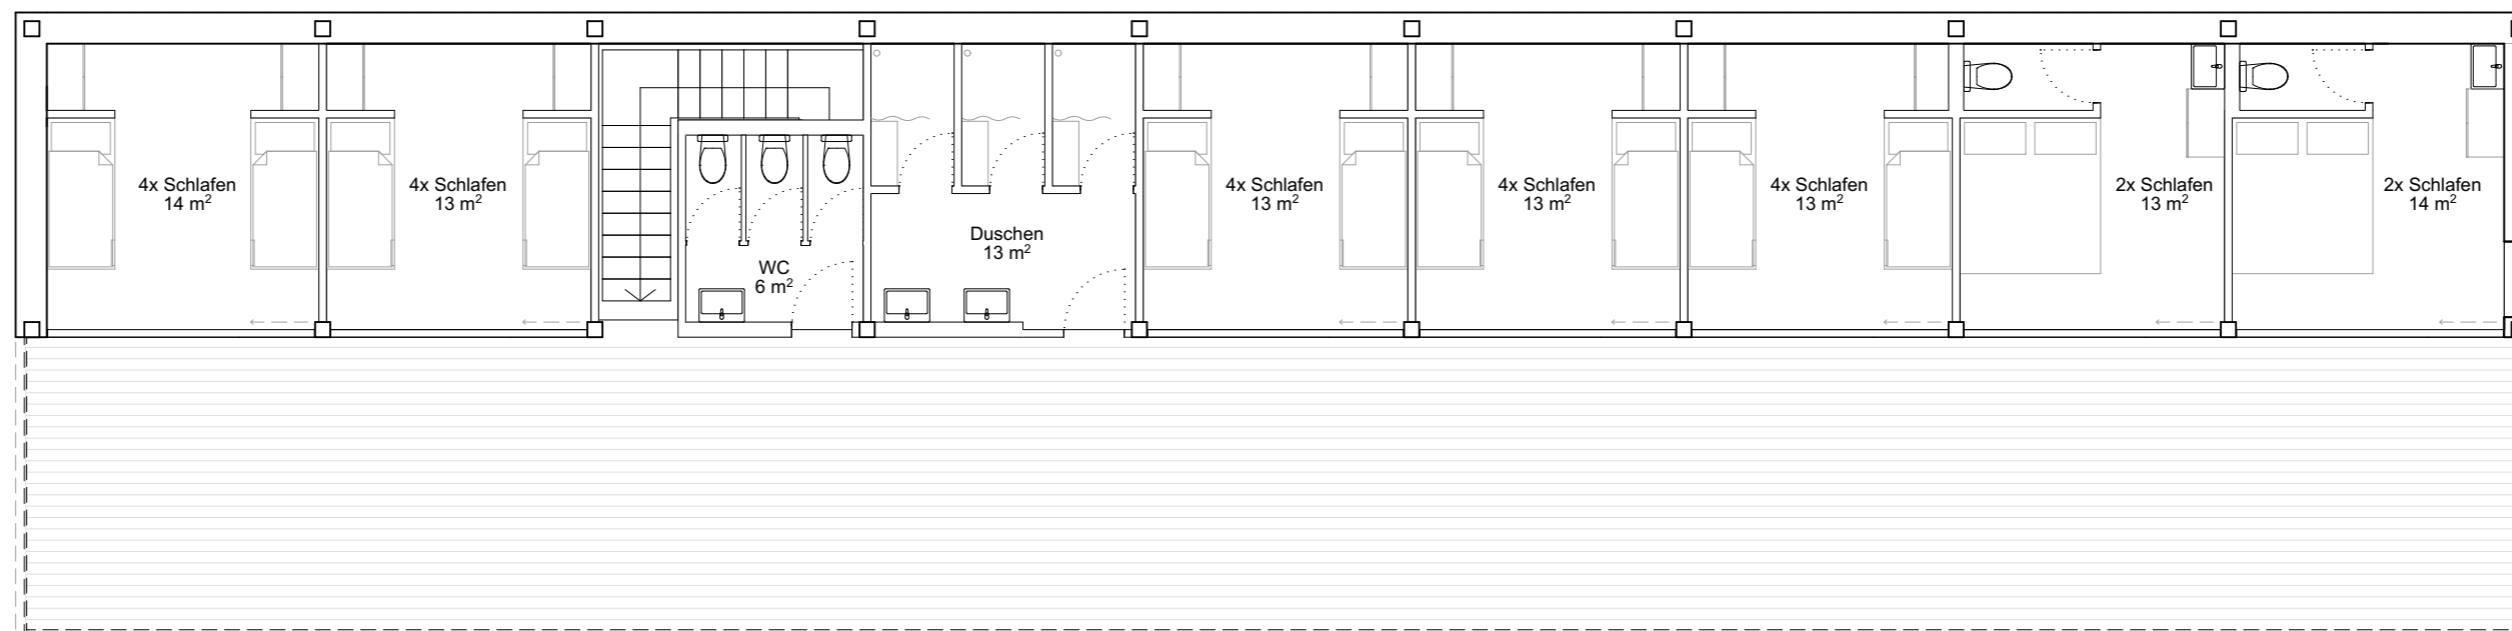 4x Schlafen
14 m²
4x Schlafen
13 m²
WC
6 m²
Duschen
13 m²
4x Schlafen
13 m²
4x Schlafen
13 m²
4x Schlafen
13 m²
2x Schlafen
13 m²
2x Schlafen
14 m²